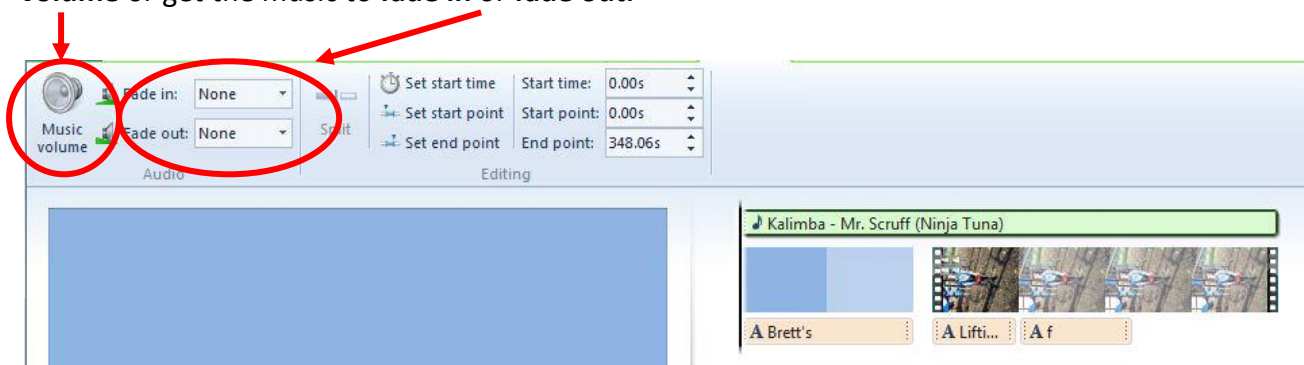 volume or get the music to fade in or fade out.
Fade in: None
Set start time Start time: 0.00s
Music volume
Fade out: None
Split
Set start point Start point: 0.00s
Set end point End point: 348.06s
Audio
Editing
Kalimba - Mr. Scruff (Ninja Tuna)
A Brett's
A Lifti...
A f